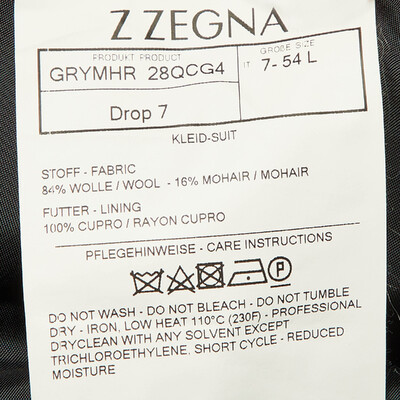 Z ZEGNA
PRODUKT PRODUCT
GRYMHR 28QCG4
GRÖSSE SIZE
IT 7- 54 L
Drop 7
KLEID-SUIT
STOFF - FABRIC
84% WOLLE / WOOL - 16% MOHAIR / MOHAIR
FUTTER - LINING
100% CUPRO / RAYON CUPRO
PFLEGEHINWEISE - CARE INSTRUCTIONS
P
DO NOT WASH - DO NOT BLEACH - DO NOT TUMBLE
DRY - IRON, LOW HEAT 110°C (230F) - PROFESSIONAL
DRYCLEAN WITH ANY SOLVENT EXCEPT
TRICHLOROETHYLENE, SHORT CYCLE - REDUCED
MOISTURE